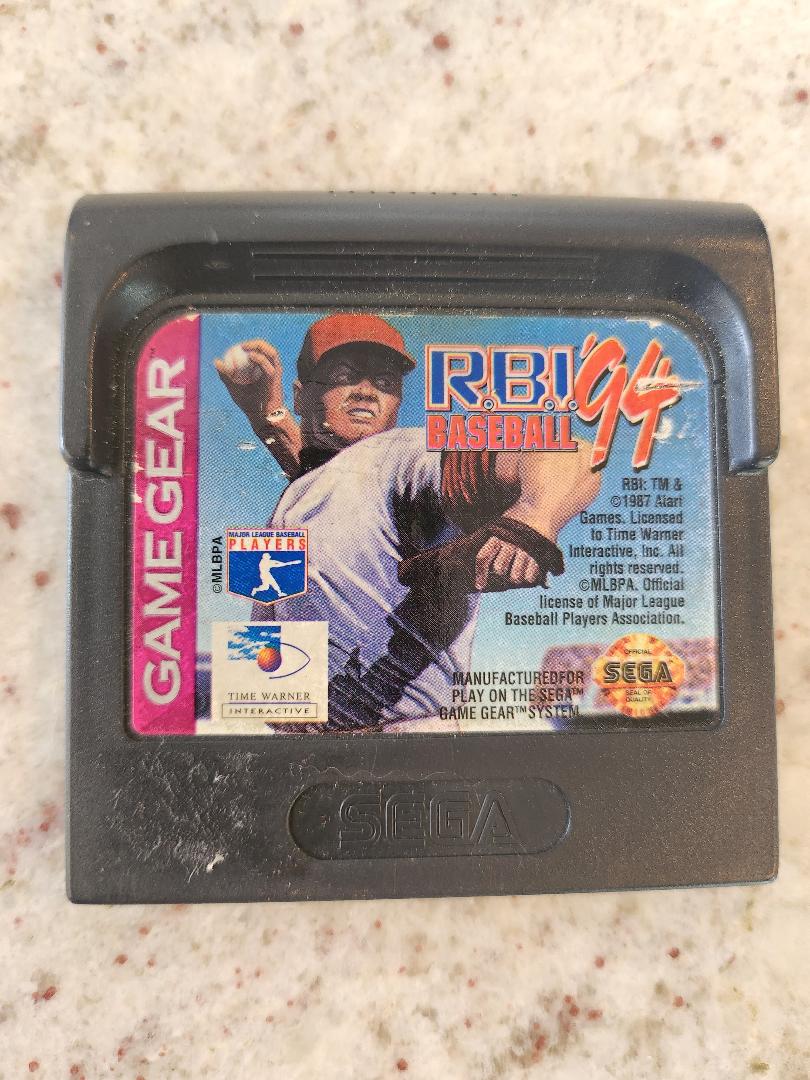 GAME GEAR™
R.B.I. '94
BASEBALL
RBI: TM &
©1987 Atari
Games. Licensed
to Time Warner
Interactive, Inc. All
rights reserved.
©MLBPA. Official
license of Major League
Baseball Players Association.
©MLBPA
MAJOR LEAGUE BASEBALL
PLAYERS
TIME WARNER
INTERACTIVE
MANUFACTURED FOR
PLAY ON THE SEGA™
GAME GEAR™ SYSTEM
OFFICIAL
SEGA
SEAL OF
QUALITY
SEGA